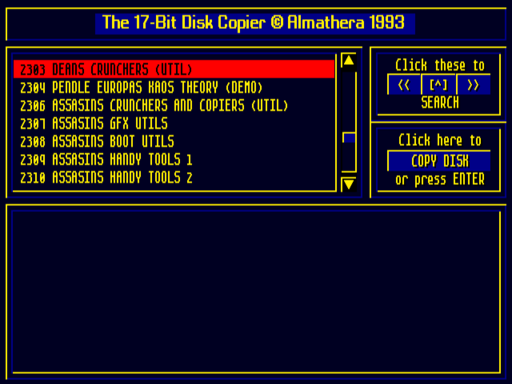 The 17-Bit Disk Copier © Almathera 1993
2303 DEANS CRUNCHERS (UTIL)
2304 PENDLE EUROPAS KAOS THEORY (DEMO)
2306 ASSASINS CRUNCHERS AND COPIERS (UTIL)
2307 ASSASINS GFX UTILS
2308 ASSASINS BOOT UTILS
2309 ASSASINS HANDY TOOLS 1
2310 ASSASINS HANDY TOOLS 2
Click these to
<< [^] >>
SEARCH
Click here to
COPY DISK
or press ENTER